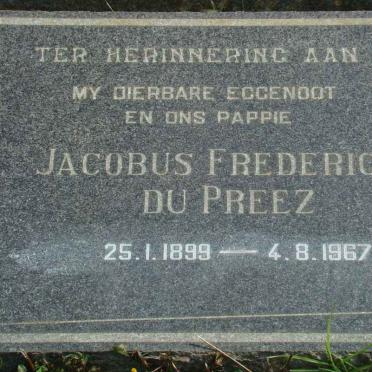 TER HERINNERING AAN
MY DIERBARE EGGENOOT
EN ONS PAPPIE
JACOBUS FREDERIC
DU PREEZ
25.1.1899 — 4.8.1967